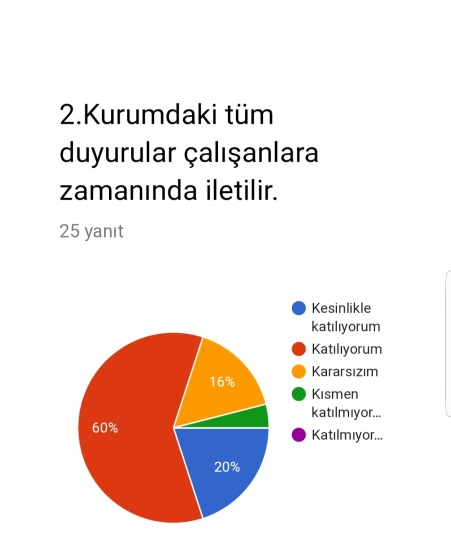 2.Kurumdaki tüm
duyurular çalışanlara
zamanında iletilir.
25 yanıt
Kesinlikle
katılıyorum
Katılıyorum
Kararsızım
Kısmen
katılmıyor...
Katılmıyor...
16%
60%
20%